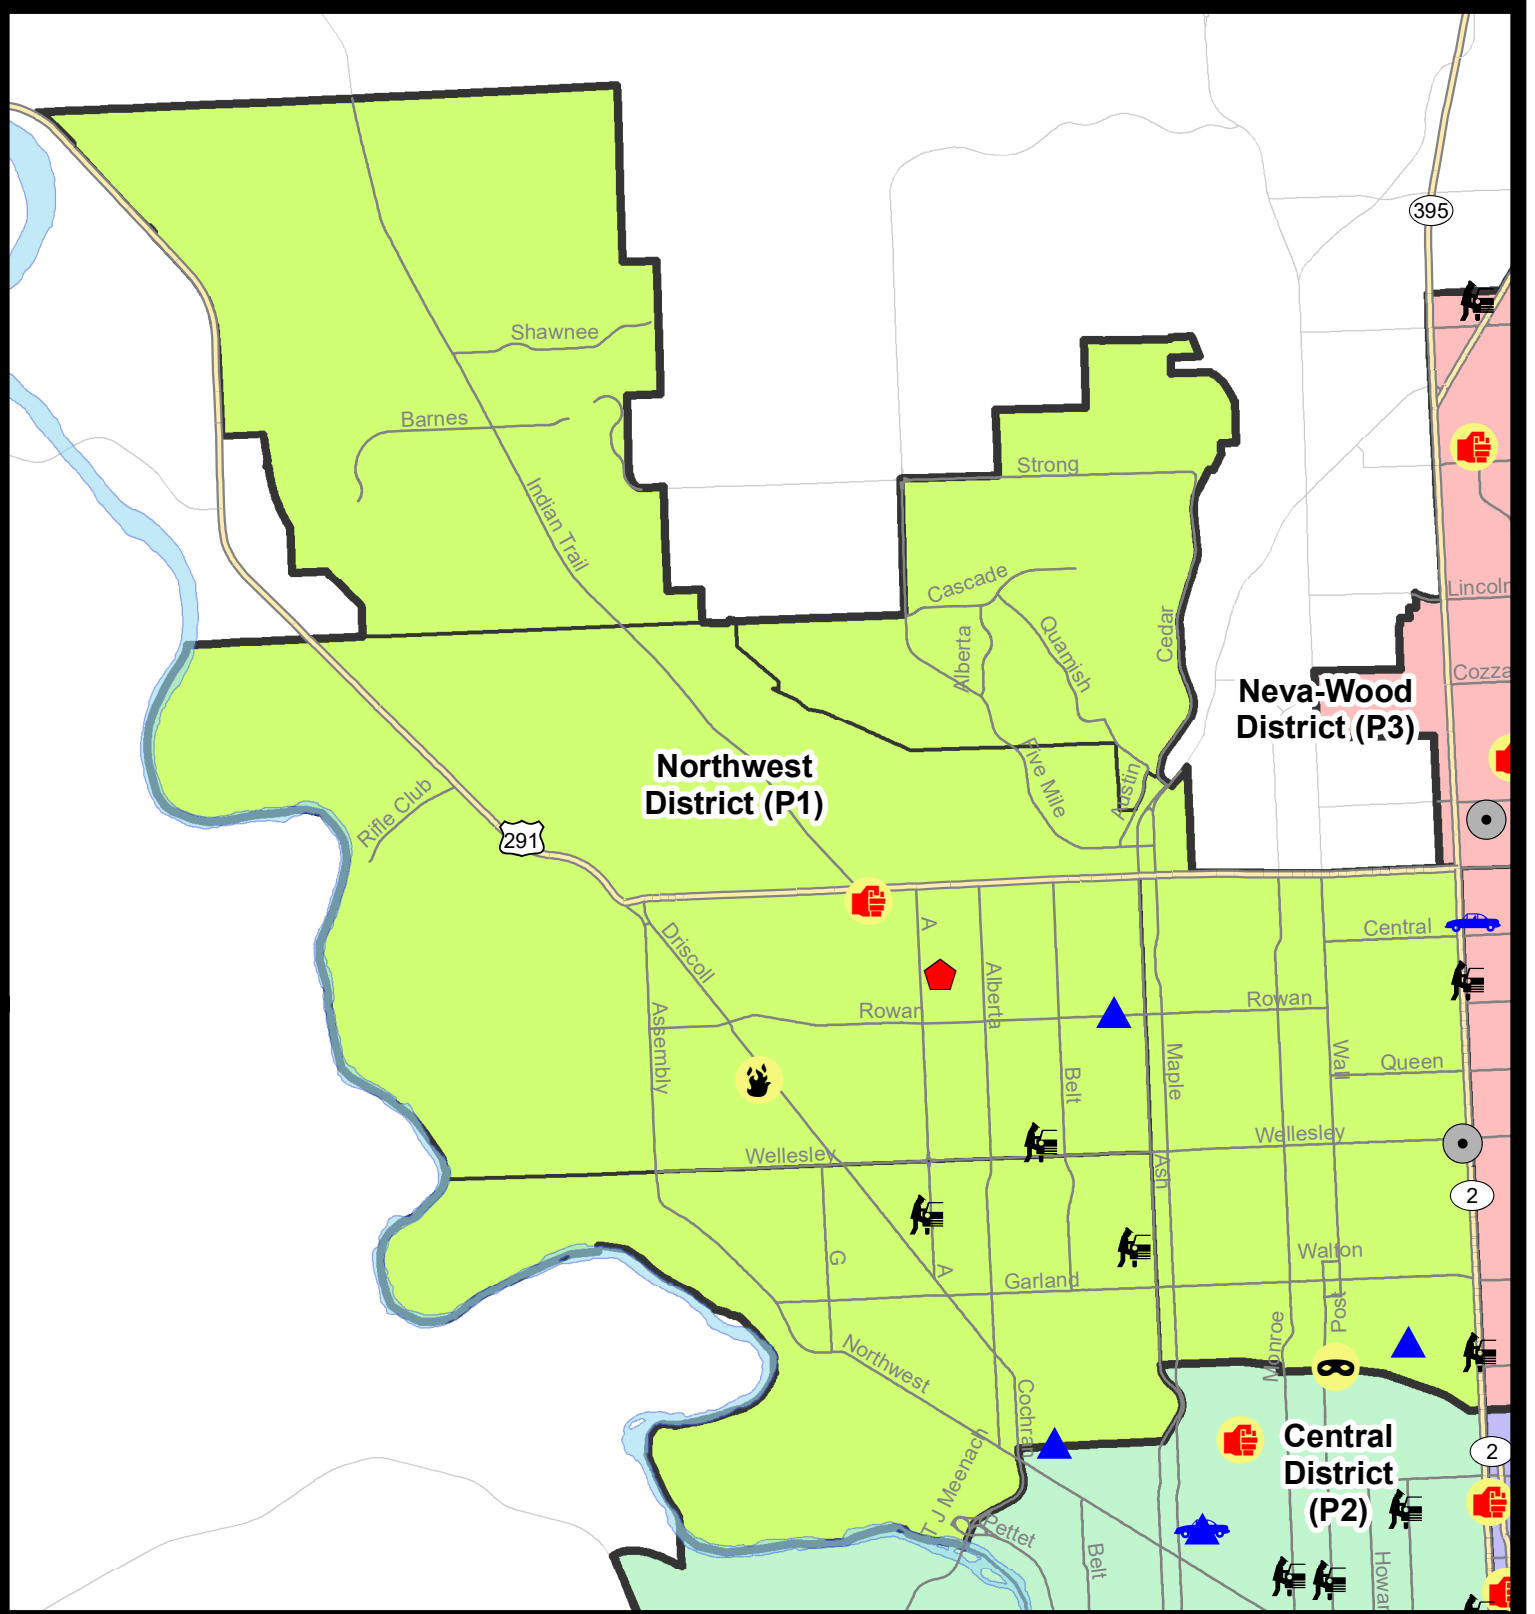 395
Shawnee
Barnes
Strong
Indian Trail
Cascade
Lincoln
Alberta
Quamish
Cedar
Cozza
Neva-Wood
District (P3)
Northwest
District (P1)
Five Mile
Austin
Rifle Club
291
A
Driscoll
Central
Alberta
Rowan
Rowan
Assembly
Maple
Wall
Queen
Belt
Wellesley
Wellesley
Ash
2
G
A
Garland
Walton
Post
Monroe
Northwest
Cochran
Central
District
(P2)
2
T J Meenach
Pettet
Belt
Howar